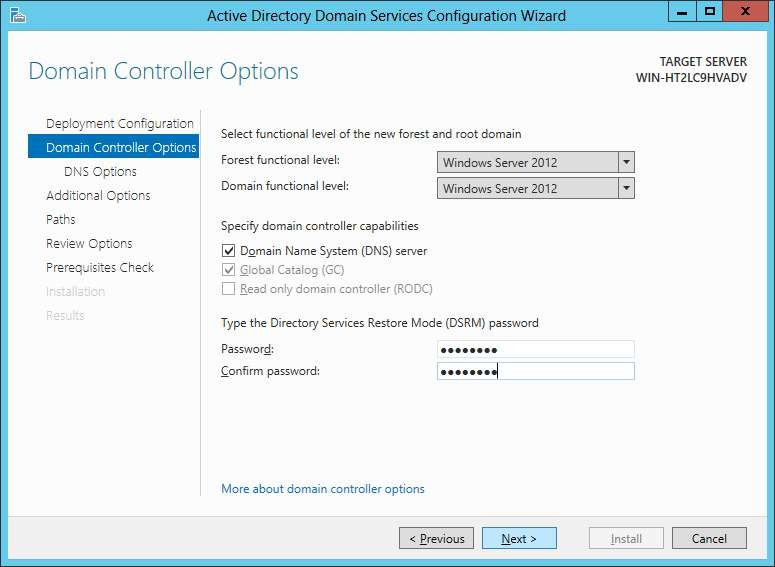 Active Directory Domain Services Configuration Wizard
Domain Controller Options
TARGET SERVER
WIN-HT2LC9HVADV
Deployment Configuration
Domain Controller Options
DNS Options
Additional Options
Paths
Review Options
Prerequisites Check
Installation
Results
Select functional level of the new forest and root domain
Forest functional level: Windows Server 2012
Domain functional level: Windows Server 2012
Specify domain controller capabilities
Domain Name System (DNS) server
Global Catalog (GC)
Read only domain controller (RODC)
Type the Directory Services Restore Mode (DSRM) password
Password: ●●●●●●●●
Confirm password: ●●●●●●●●
More about domain controller options
< Previous Next > Install Cancel